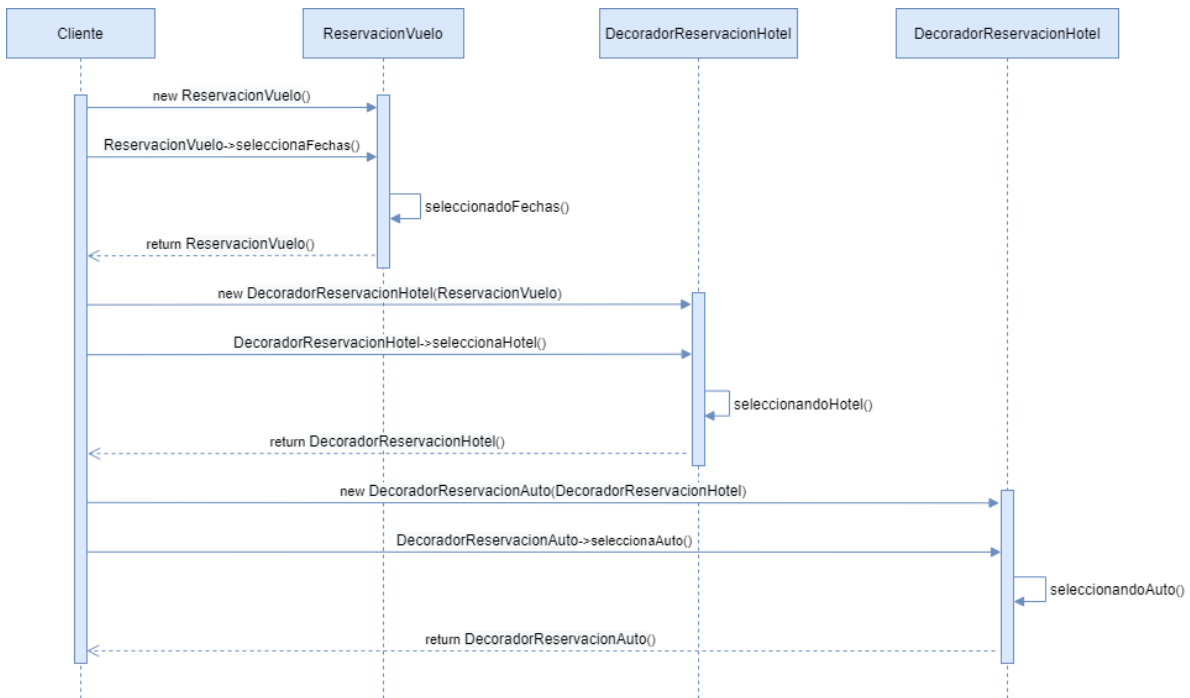 Cliente
ReservacionVuelo
DecoradorReservacionHotel
DecoradorReservacionHotel
new ReservacionVuelo()
ReservacionVuelo->seleccionaFechas()
seleccionadoFechas()
return ReservacionVuelo()
new DecoradorReservacionHotel(ReservacionVuelo)
DecoradorReservacionHotel->seleccionaHotel()
seleccionandoHotel()
return DecoradorReservacionHotel()
new DecoradorReservacionAuto(DecoradorReservacionHotel)
DecoradorReservacionAuto->seleccionaAuto()
seleccionandoAuto()
return DecoradorReservacionAuto()